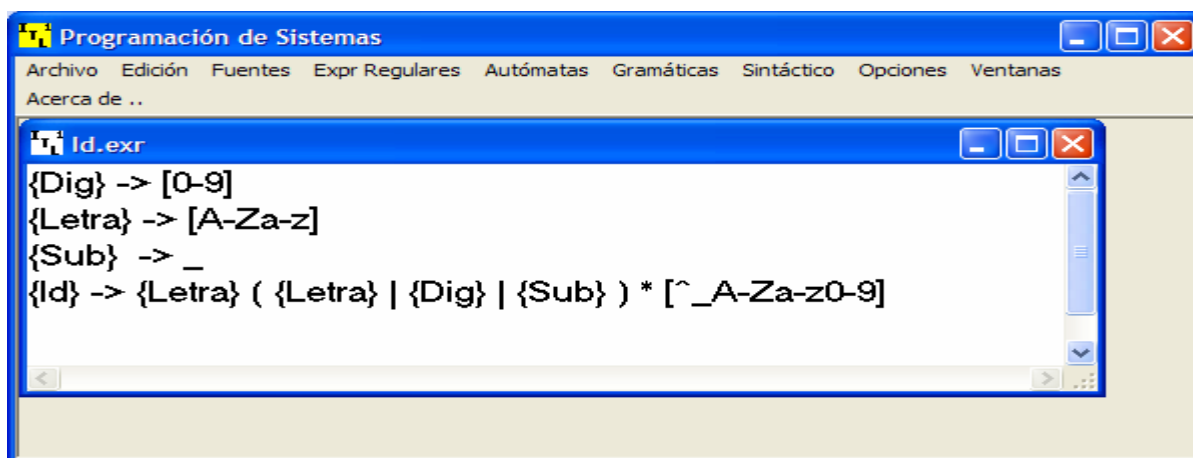 Programación de Sistemas
Archivo Edición Fuentes Expr Regulares Autómatas Gramáticas Sintáctico Opciones Ventanas
Acerca de ..
Id.exr
{Dig} -> [0-9]
{Letra} -> [A-Za-z]
{Sub}  -> _
{Id} -> {Letra} ( {Letra} | {Dig} | {Sub} ) * [^_A-Za-z0-9]